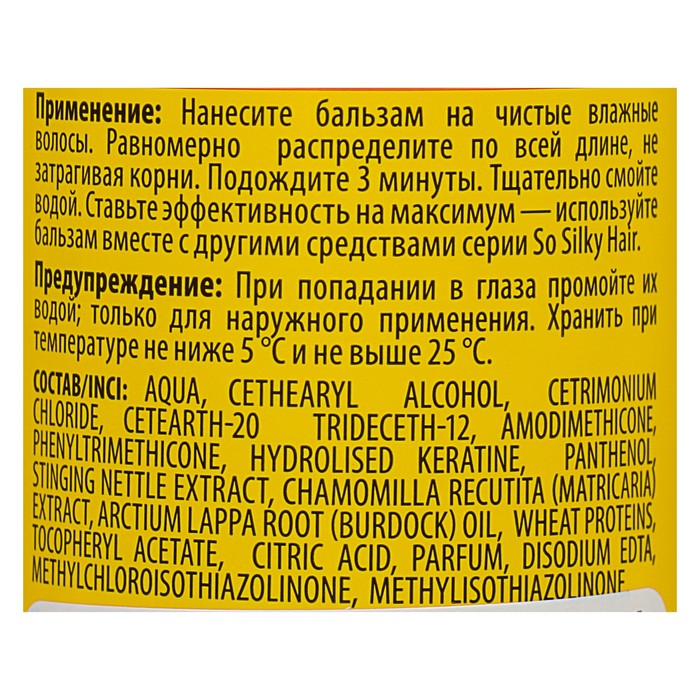 Применение: Нанесите бальзам на чистые влажные
волосы. Равномерно распределите по всей длине, не
затрагивая корни. Подождите 3 минуты. Тщательно смойте
водой. Ставьте эффективность на максимум — используйте
бальзам вместе с другими средствами серии So Silky Hair.
Предупреждение: При попадании в глаза промойте их
водой; только для наружного применения. Хранить при
температуре не ниже 5 °C и не выше 25 °C.
СОСТАВ/INCI: AQUA, CETHEARYL ALCOHOL, CETRIMONIUM
CHLORIDE, CETEARTH-20 TRIDECETH-12, AMODIMETHICONE,
PHENYLTRIMETHICONE, HYDROLISED KERATINE, PANTHENOL,
STINGING NETTLE EXTRACT, CHAMOMILLA RECUTITA (MATRICARIA)
EXTRACT, ARCTIUM LAPPA ROOT (BURDOCK) OIL, WHEAT PROTEINS,
TOCOPHERYL ACETATE, CITRIC ACID, PARFUM, DISODIUM EDTA,
METHYLCHLOROISOTHIAZOLINONE, METHYLISOTHIAZOLINONE